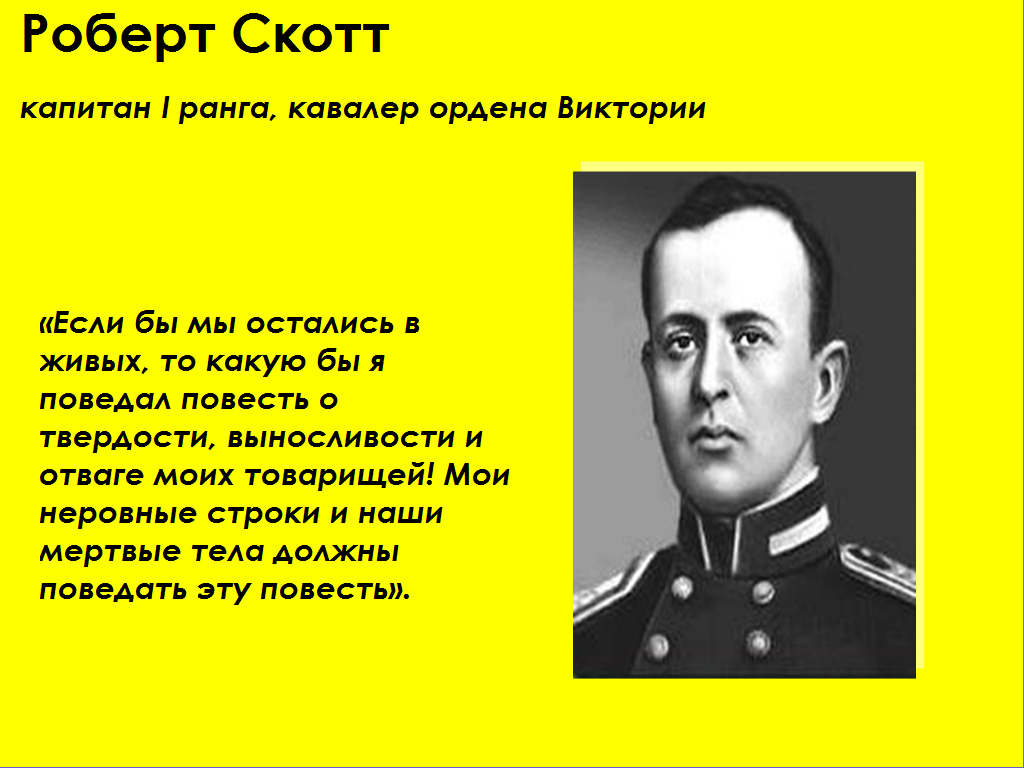 Роберт Скотт
капитан I ранга, кавалер ордена Виктории
«Если бы мы остались в
живых, то какую бы я
поведал повесть о
твердости, выносливости и
отваге моих товарищей! Мои
неровные строки и наши
мертвые тела должны
поведать эту повесть».